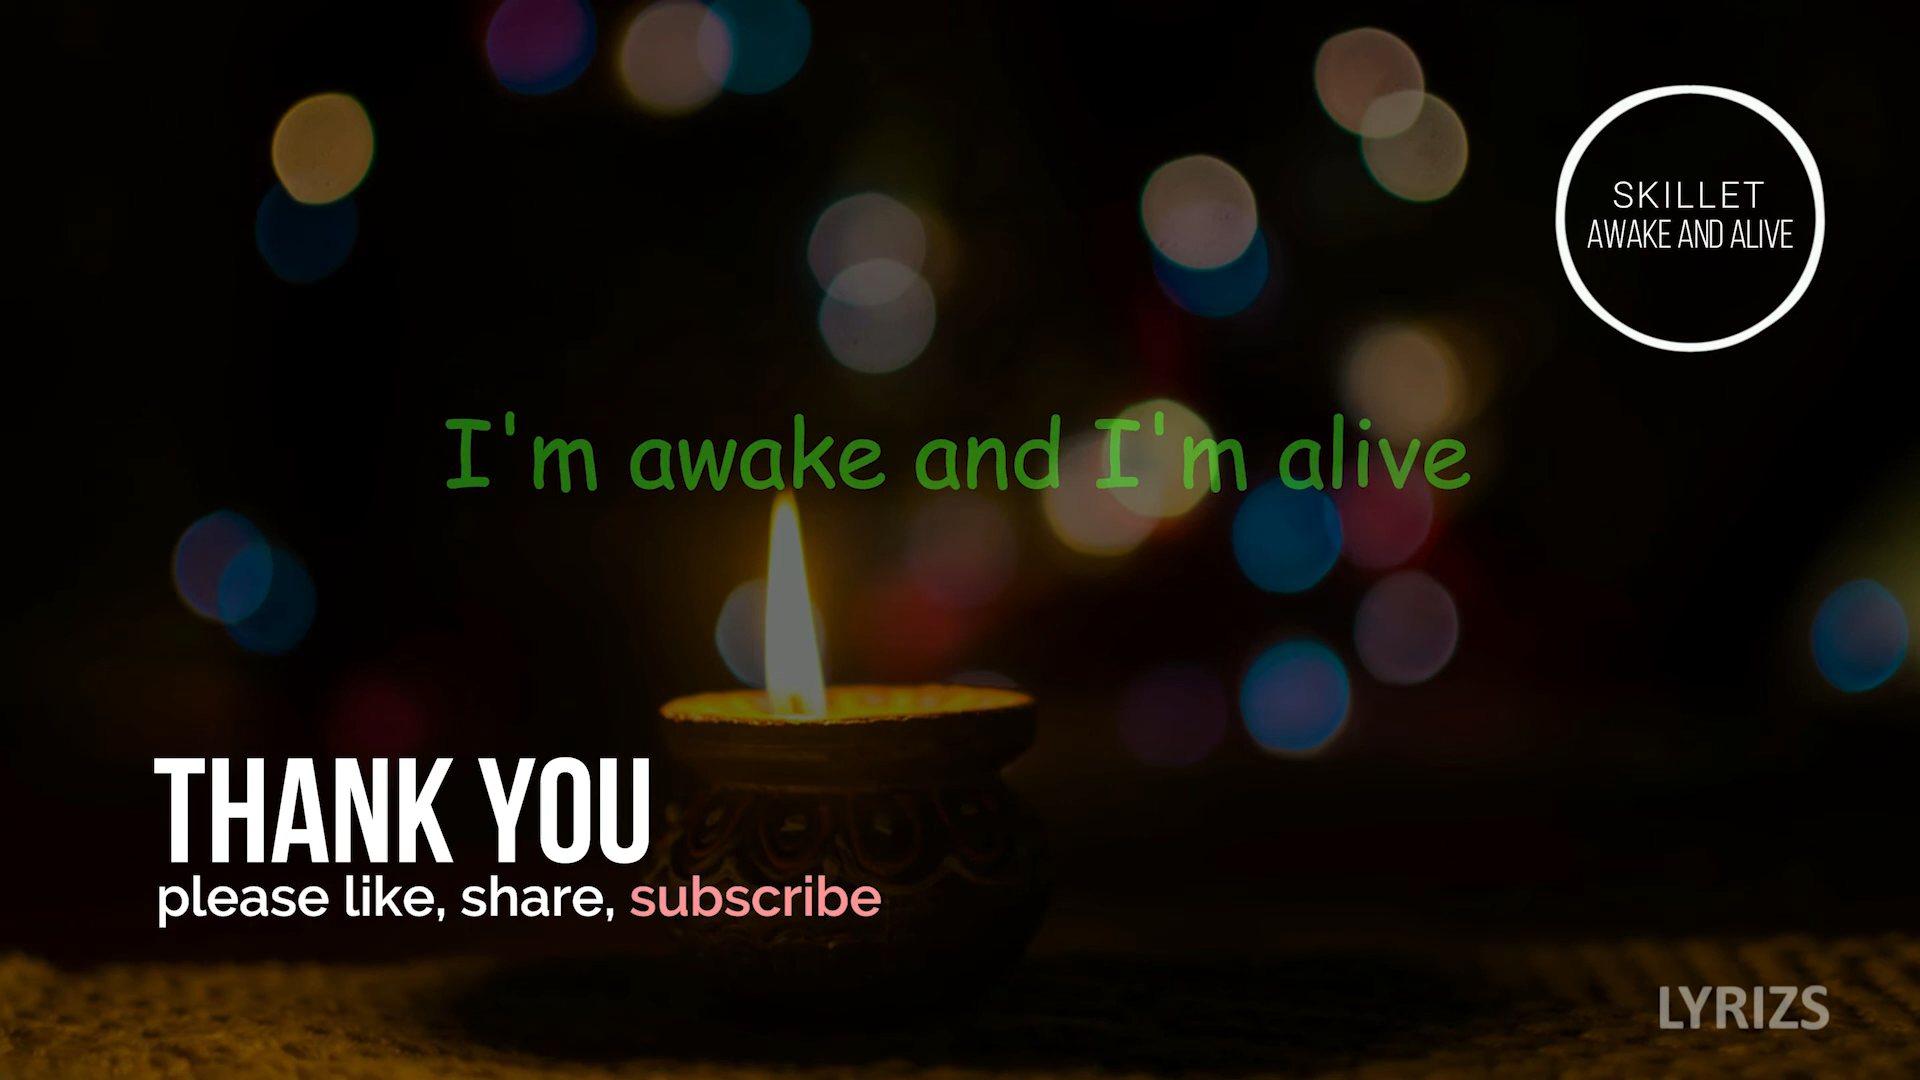 SKILLET
AWAKE AND ALIVE
I'm awake and I'm alive
THANK YOU
please like, share, subscribe
LYRIZS